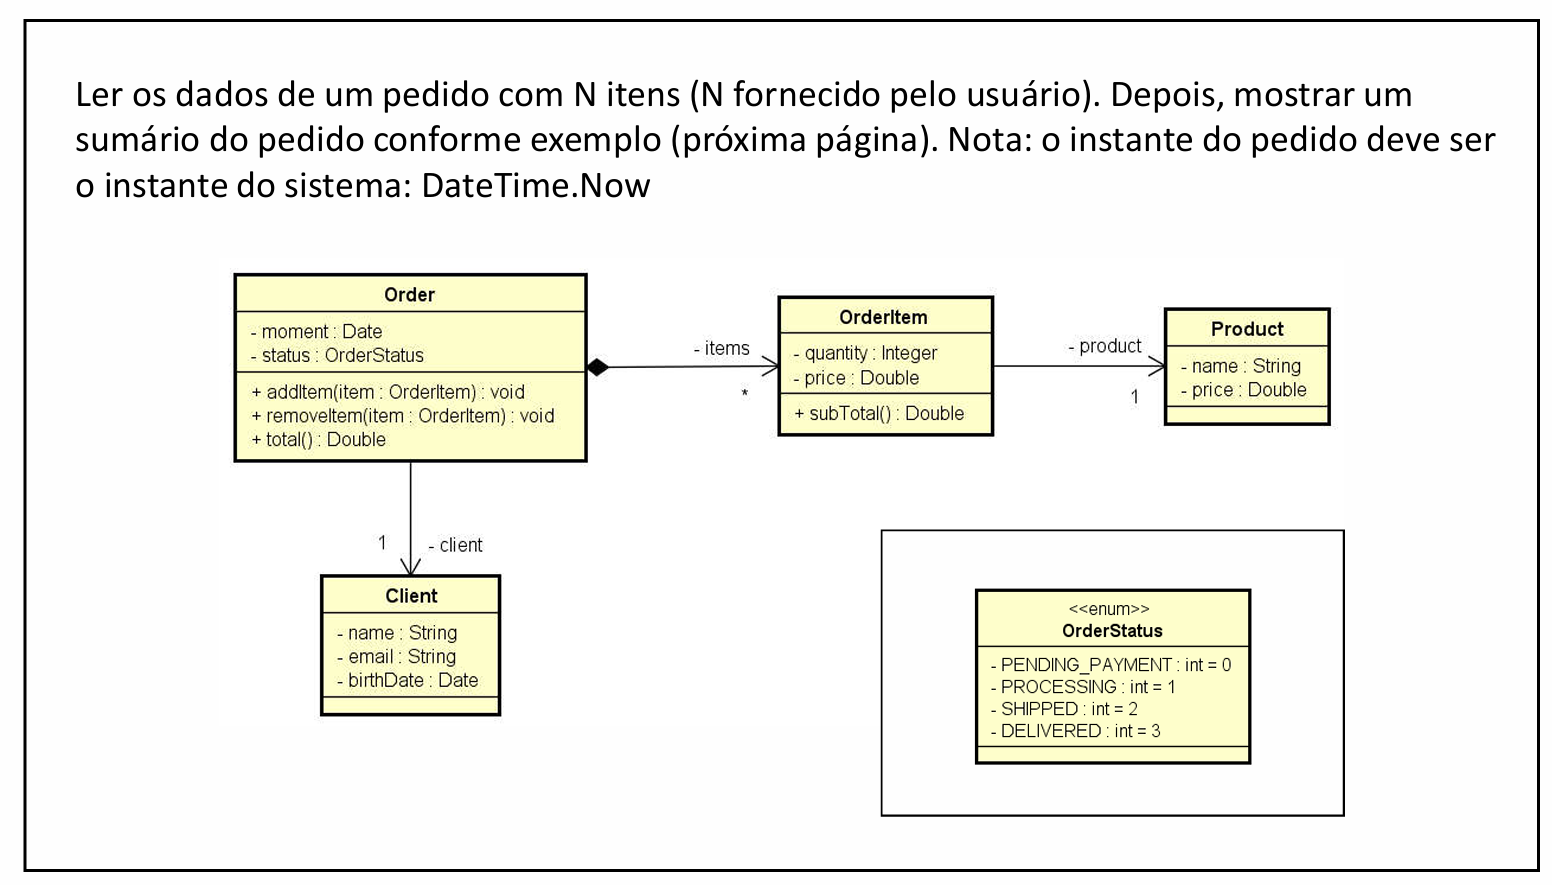 Ler os dados de um pedido com N itens (N fornecido pelo usuário). Depois, mostrar um
sumário do pedido conforme exemplo (próxima página). Nota: o instante do pedido deve ser
o instante do sistema: DateTime.Now
Order
- moment : Date
- status : OrderStatus
+ addItem(item : OrderItem) : void
+ removeItem(item : OrderItem) : void
+ total() : Double
- items
*
OrderItem
- quantity : Integer
- price : Double
+ subTotal() : Double
- product
1
Product
- name : String
- price : Double
1
- client
Client
- name : String
- email : String
- birthDate : Date
<<enum>>
OrderStatus
- PENDING_PAYMENT : int = 0
- PROCESSING : int = 1
- SHIPPED : int = 2
- DELIVERED : int = 3